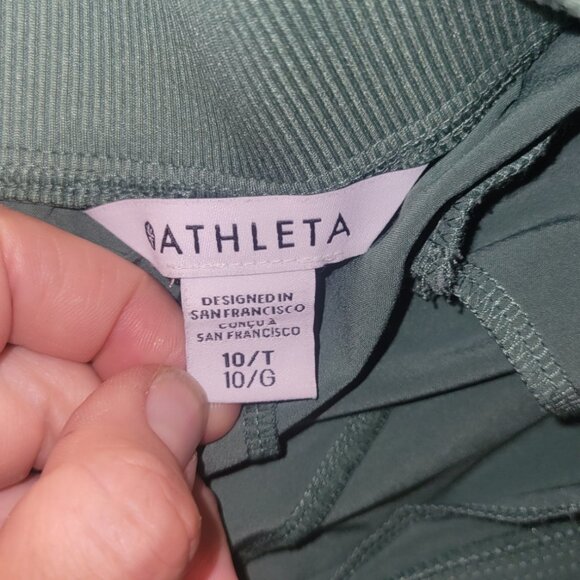 ATHLETA
DESIGNED IN
SAN FRANCISCO
CONÇU À
SAN FRANCISCO
10/T
10/G